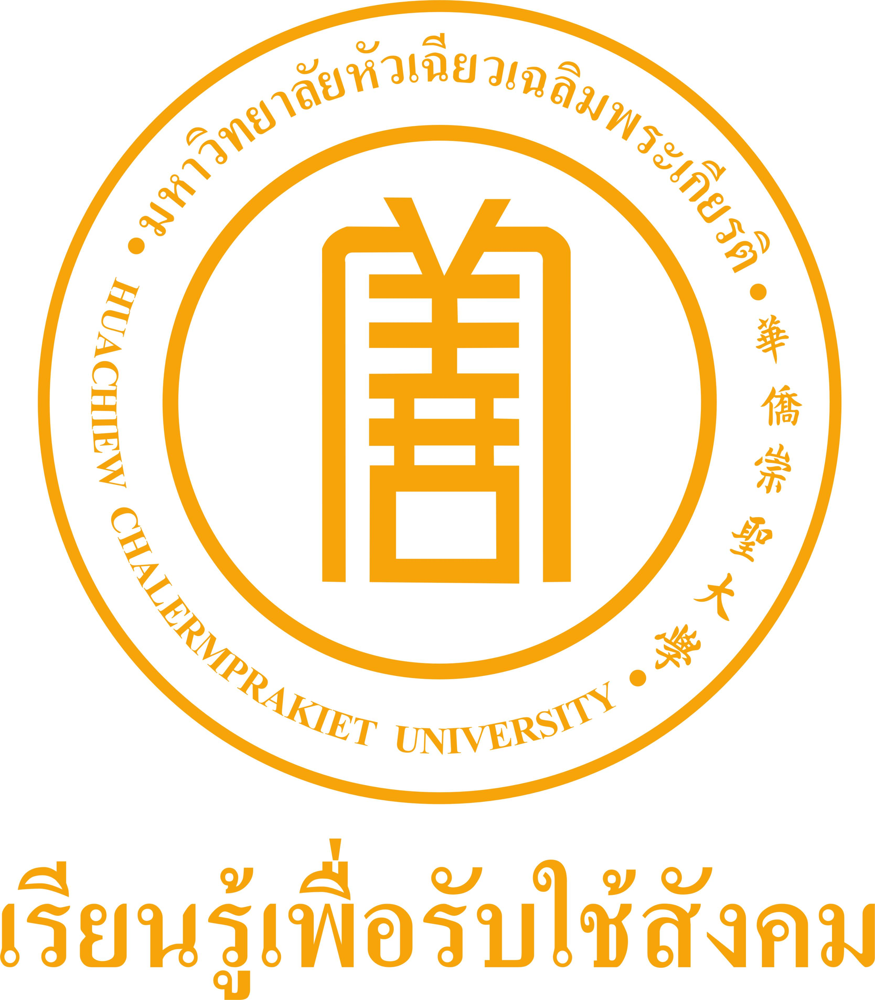 มหาวิทยาลัยหัวเฉียวเฉลิมพระเกียรติ
華僑崇聖大學
HUACHIEW CHALERMPRAKIET UNIVERSITY
善
เรียนรู้เพื่อรับใช้สังคม